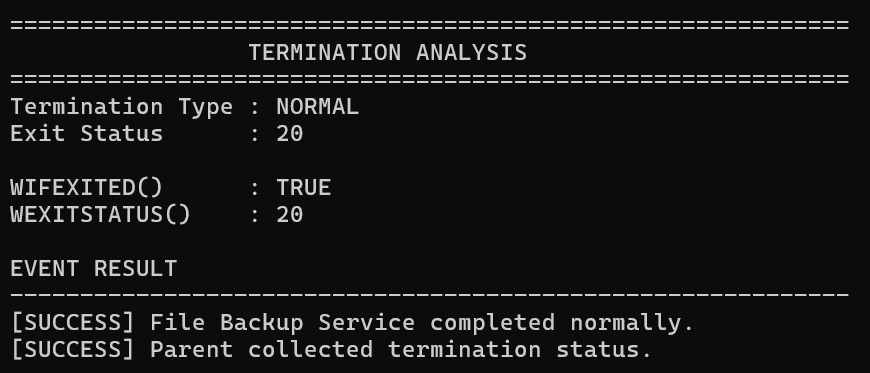 ============================================================
TERMINATION ANALYSIS
============================================================
Termination Type : NORMAL
Exit Status      : 20
WIFEXITED()      : TRUE
WEXITSTATUS()    : 20
EVENT RESULT
------------------------------------------------------------
[SUCCESS] File Backup Service completed normally.
[SUCCESS] Parent collected termination status.